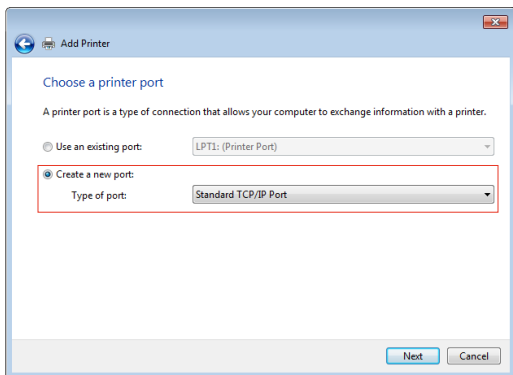 Add Printer
Choose a printer port
A printer port is a type of connection that allows your computer to exchange information with a printer.
Use an existing port: LPT1: (Printer Port)
Create a new port:
Type of port: Standard TCP/IP Port
Next Cancel